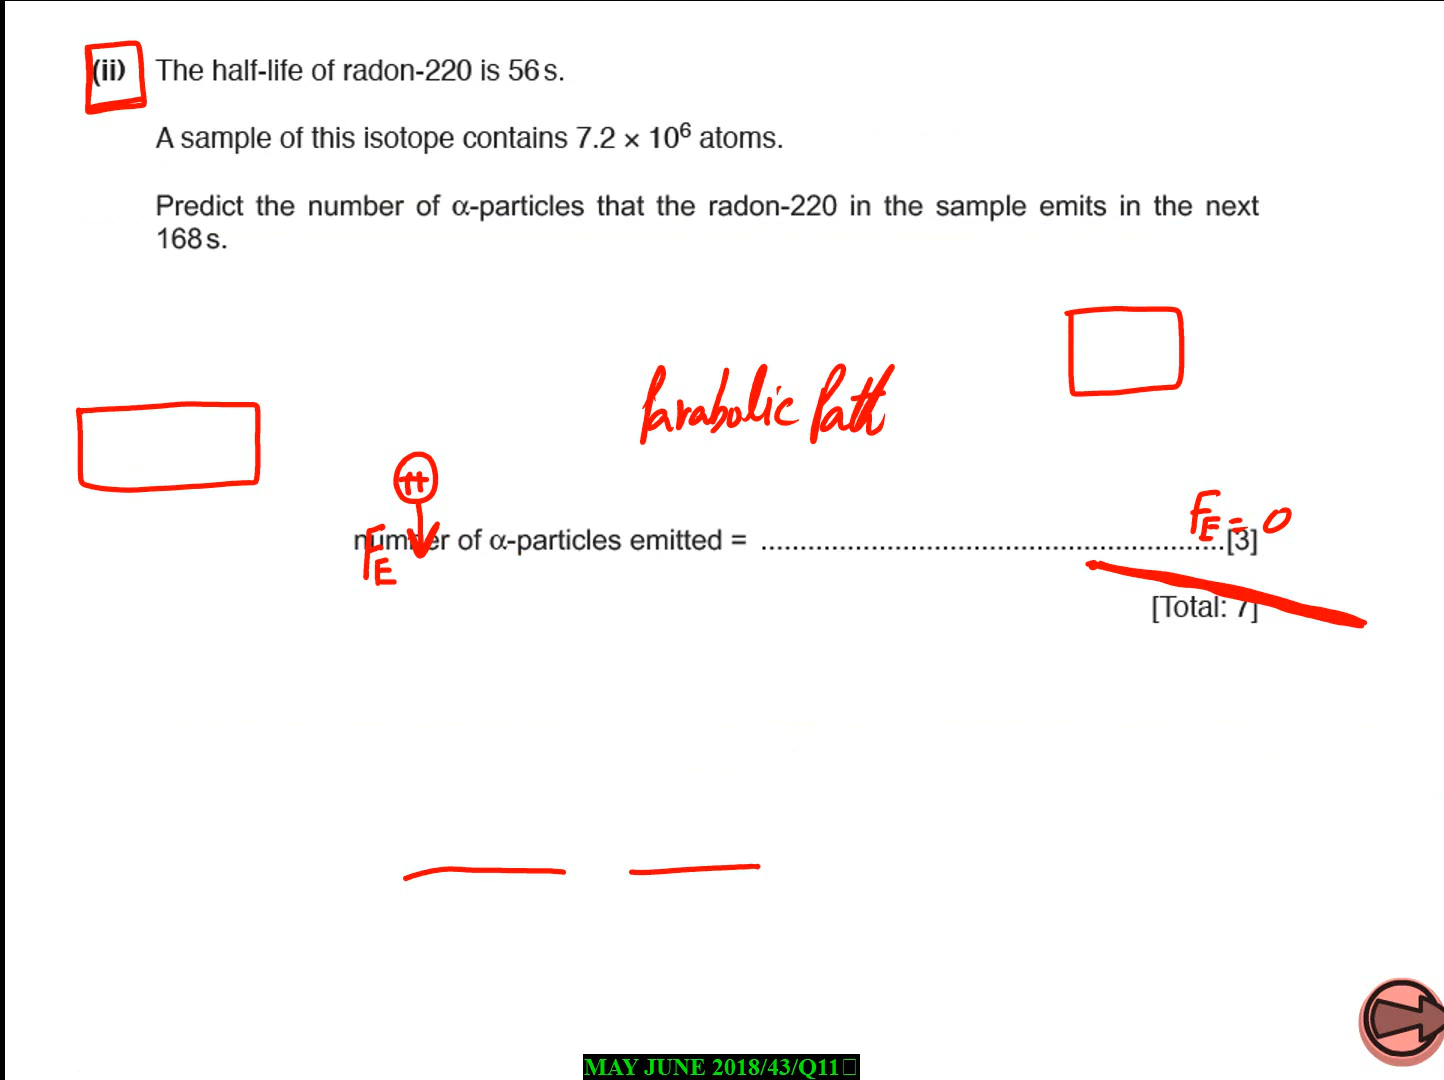 (ii) The half-life of radon-220 is 56 s.
A sample of this isotope contains 7.2 × 10⁶ atoms.
Predict the number of α-particles that the radon-220 in the sample emits in the next
168 s.
Parabolic Path
++
F_E = 0
number of α-particles emitted = ............................................................[3]
F_E
[Total: 7]
MAY JUNE 2018/43/Q11